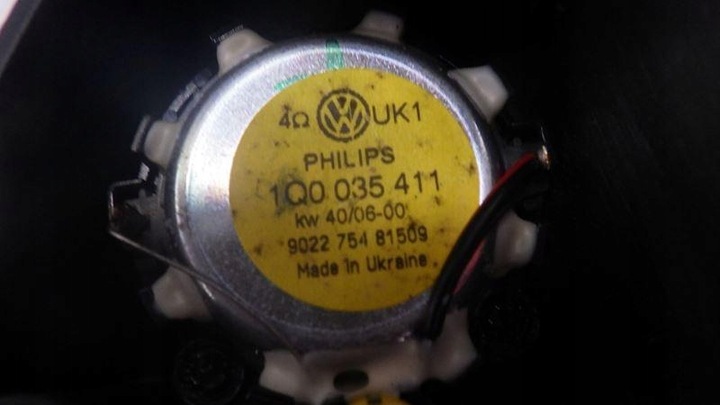 4Ω VW UK1
PHILIPS
1Q0 035 411
kw 40/06-00
9022 754 81509
Made in Ukraine